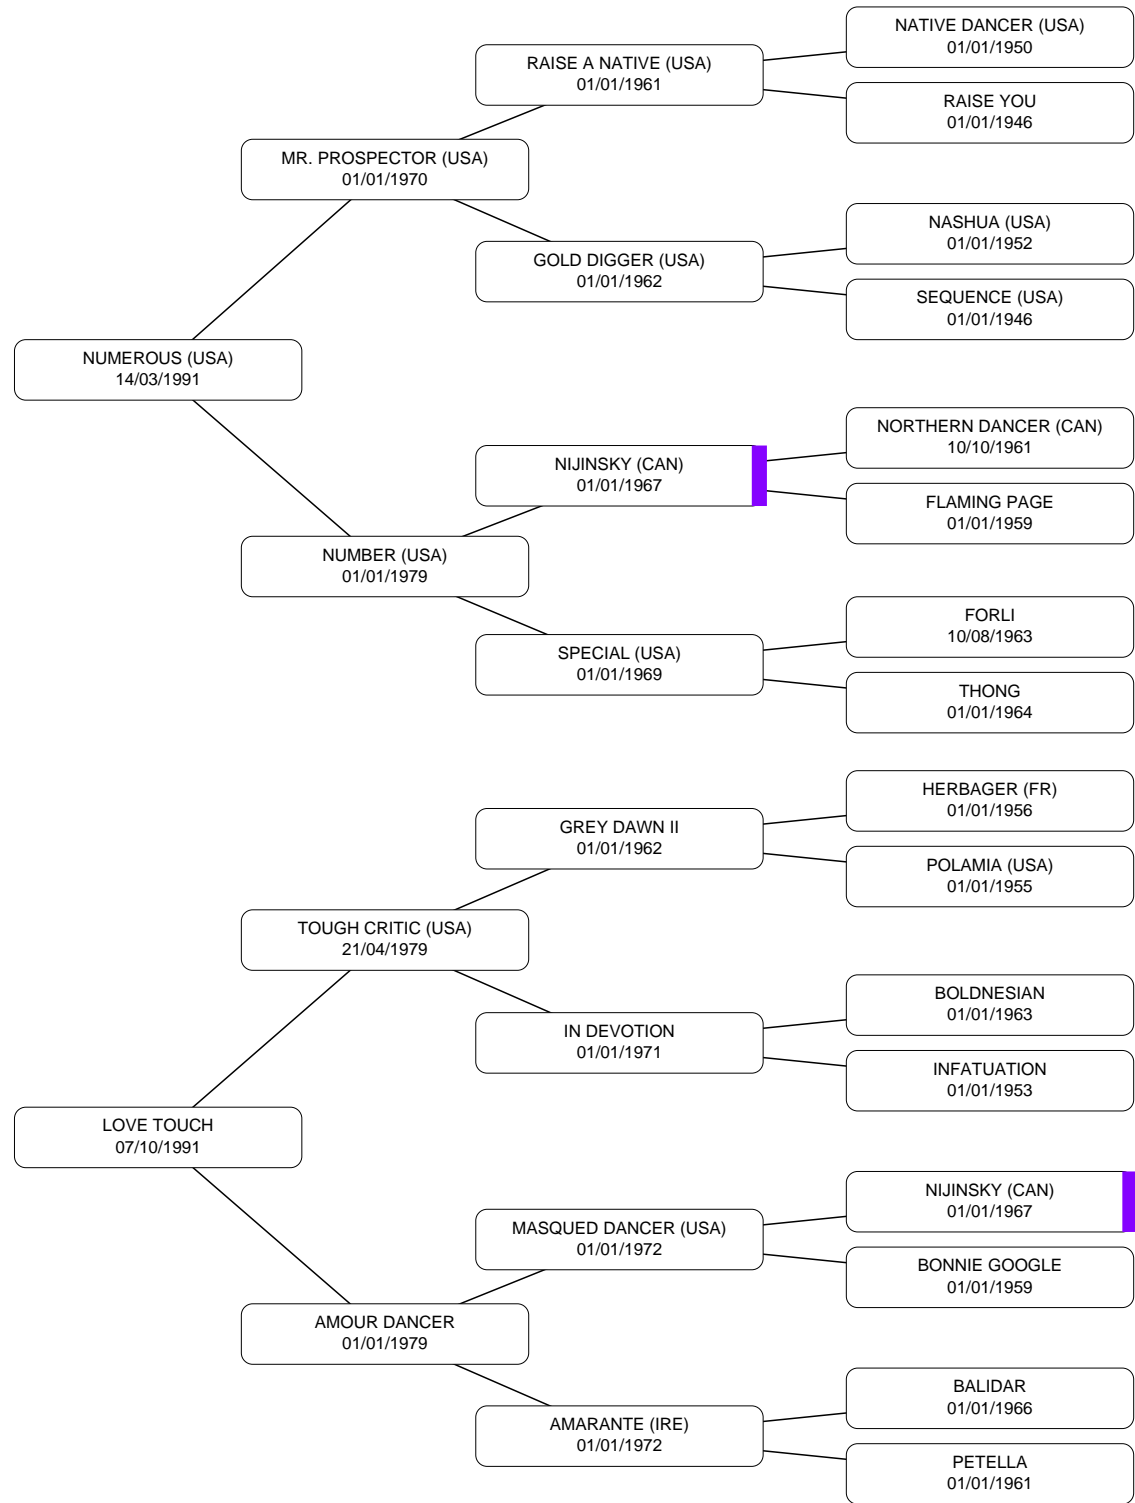 NATIVE DANCER (USA)
01/01/1950
RAISE A NATIVE (USA)
01/01/1961
RAISE YOU
01/01/1946
MR. PROSPECTOR (USA)
01/01/1970
NASHUA (USA)
01/01/1952
GOLD DIGGER (USA)
01/01/1962
SEQUENCE (USA)
01/01/1946
NUMEROUS (USA)
14/03/1991
NORTHERN DANCER (CAN)
10/10/1961
NIJINSKY (CAN)
01/01/1967
FLAMING PAGE
01/01/1959
NUMBER (USA)
01/01/1979
FORLI
10/08/1963
SPECIAL (USA)
01/01/1969
THONG
01/01/1964
HERBAGER (FR)
01/01/1956
GREY DAWN II
01/01/1962
POLAMIA (USA)
01/01/1955
TOUGH CRITIC (USA)
21/04/1979
BOLDNESIAN
01/01/1963
IN DEVOTION
01/01/1971
INFATUATION
01/01/1953
LOVE TOUCH
07/10/1991
NIJINSKY (CAN)
01/01/1967
MASQUED DANCER (USA)
01/01/1972
BONNIE GOOGLE
01/01/1959
AMOUR DANCER
01/01/1979
BALIDAR
01/01/1966
AMARANTE (IRE)
01/01/1972
PETELLA
01/01/1961